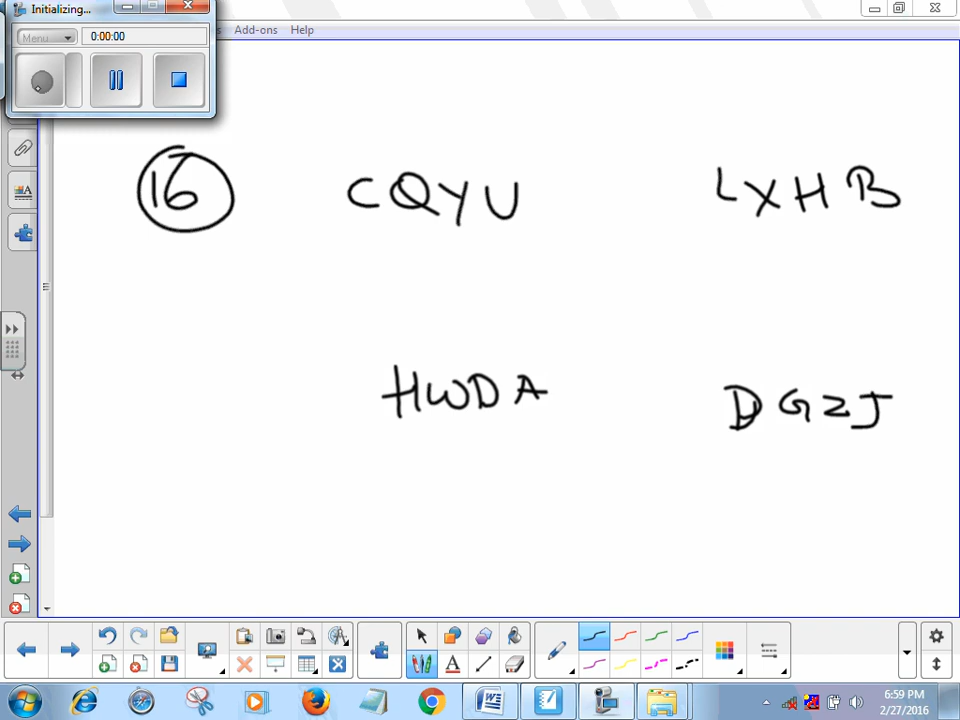 Initializing...
Menu
0:00:00
Add-ons Help
16 CQYU LXHB
HWDA DGZJ
6:59 PM
2/27/2016